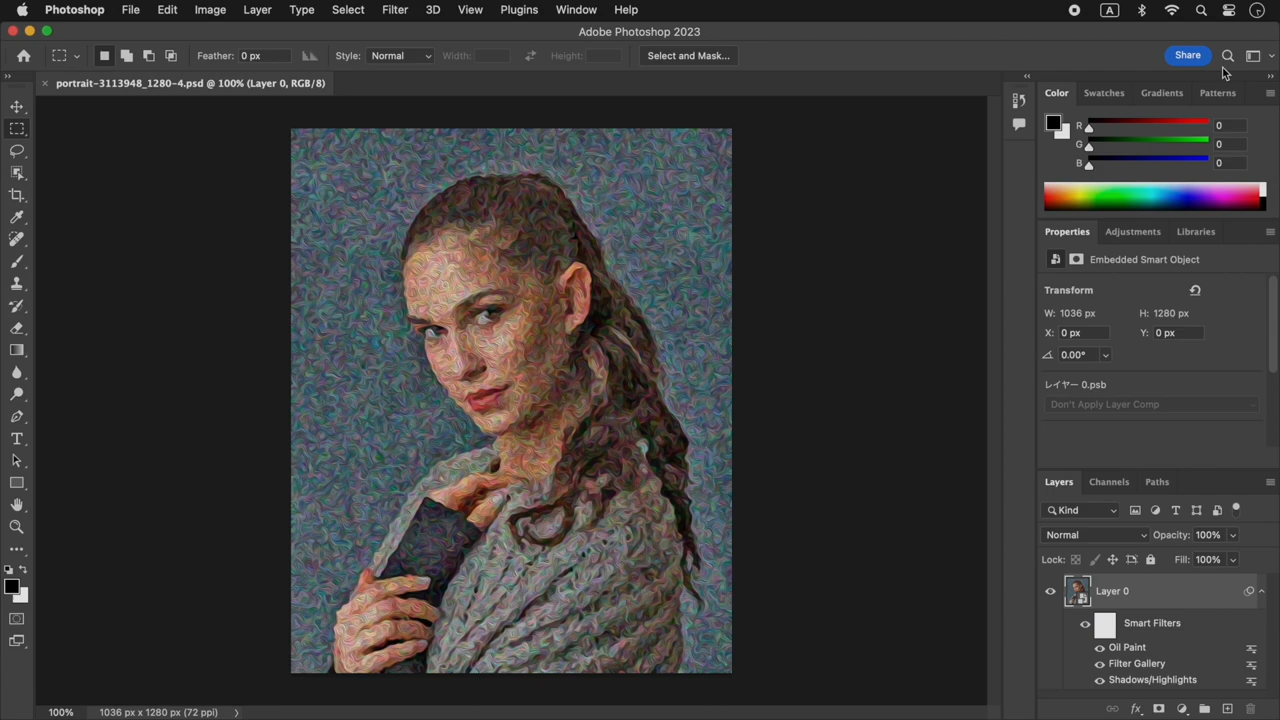 Photoshop File Edit Image Layer Type Select Filter 3D View Plugins Window Help A
Adobe Photoshop 2023
Feather: 0 px Style: Normal Width: Height: Select and Mask... Share
portrait-3113948_1280-4.psd @ 100% (Layer 0, RGB/8)
Color Swatches Gradients Patterns
R 0
G 0
B 0
Properties Adjustments Libraries
Embedded Smart Object
Transform
W: 1036 px H: 1280 px
X: 0 px Y: 0 px
0.00°
レイヤー 0.psb
Don't Apply Layer Comp
Layers Channels Paths
Kind
Normal Opacity: 100%
Lock: Fill: 100%
Layer 0
Smart Filters
Oil Paint
Filter Gallery
Shadows/Highlights
100% 1036 px x 1280 px (72 ppi)